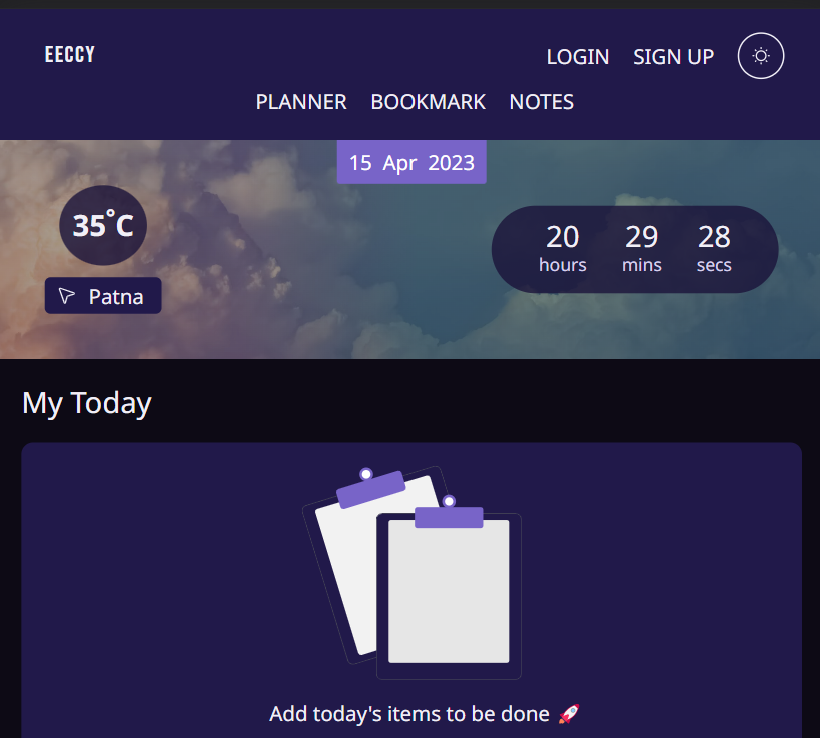 EECCY
LOGIN SIGN UP
PLANNER BOOKMARK NOTES
15 Apr 2023
35°C
Patna
20 29 28
hours mins secs
My Today
Add today's items to be done 🚀